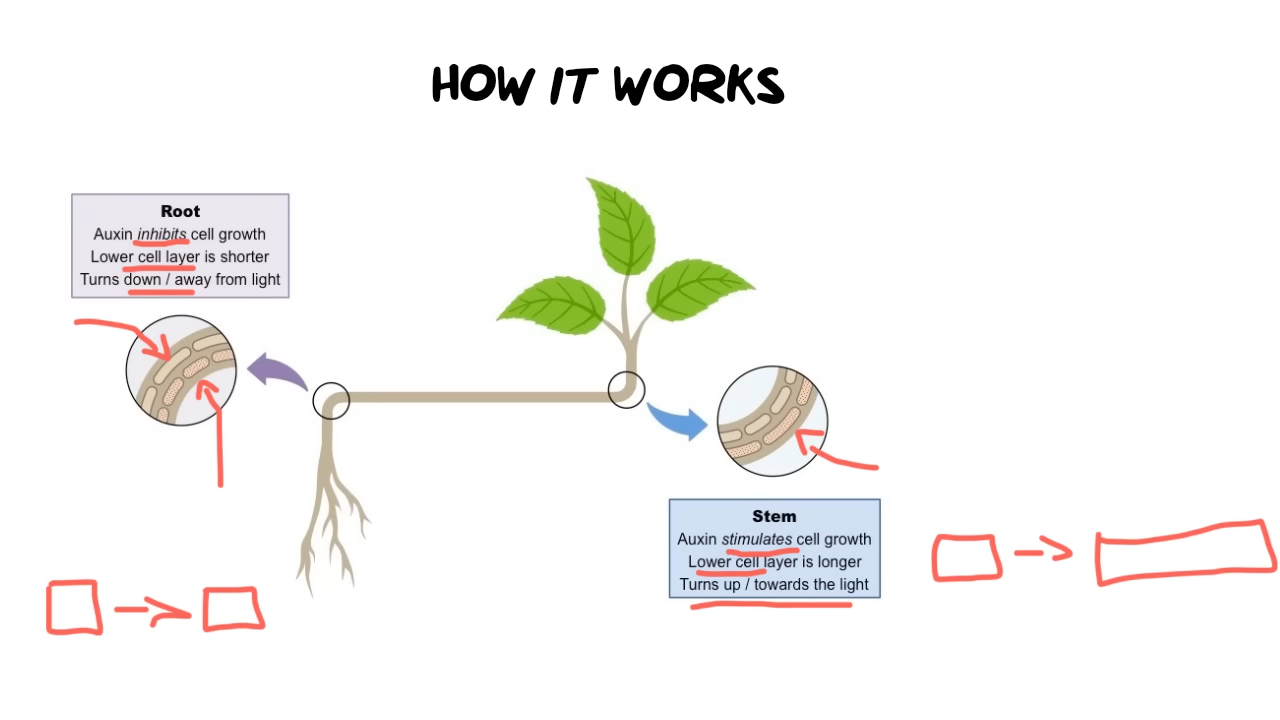 HOW IT WORKS
Root
Auxin inhibits cell growth
Lower cell layer is shorter
Turns down / away from light
Stem
Auxin stimulates cell growth
Lower cell layer is longer
Turns up / towards the light